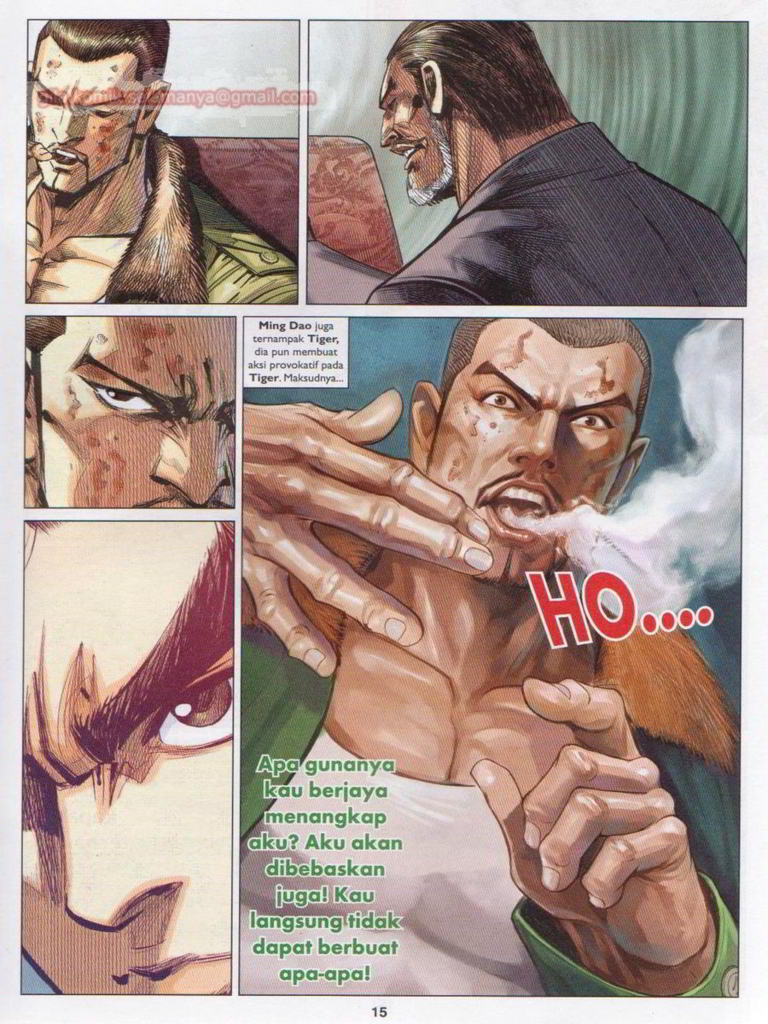 Ming Dao juga
ternampak Tiger,
dia pun membuat
aksi provokatif pada
Tiger. Maksudnya...
HO....
Apa gunanya
kau berjaya
menangkap
aku? Aku akan
dibebaskan
juga! Kau
langsung tidak
dapat berbuat
apa-apa!
15